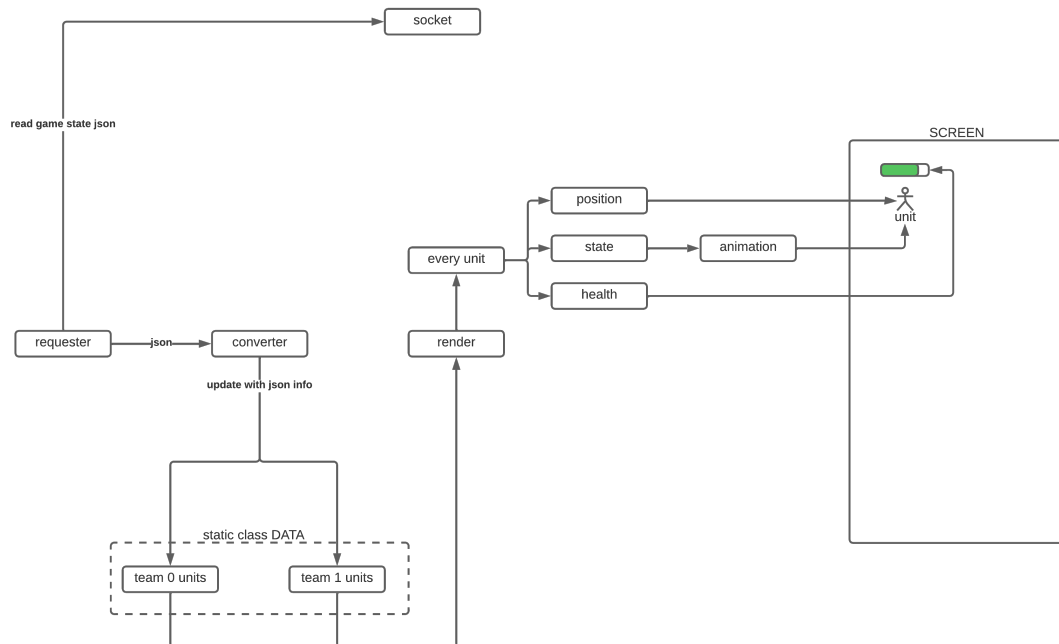 socket
read game state json
SCREEN
position
unit
state
animation
every unit
health
requester
json
converter
render
update with json info
static class DATA
team 0 units
team 1 units